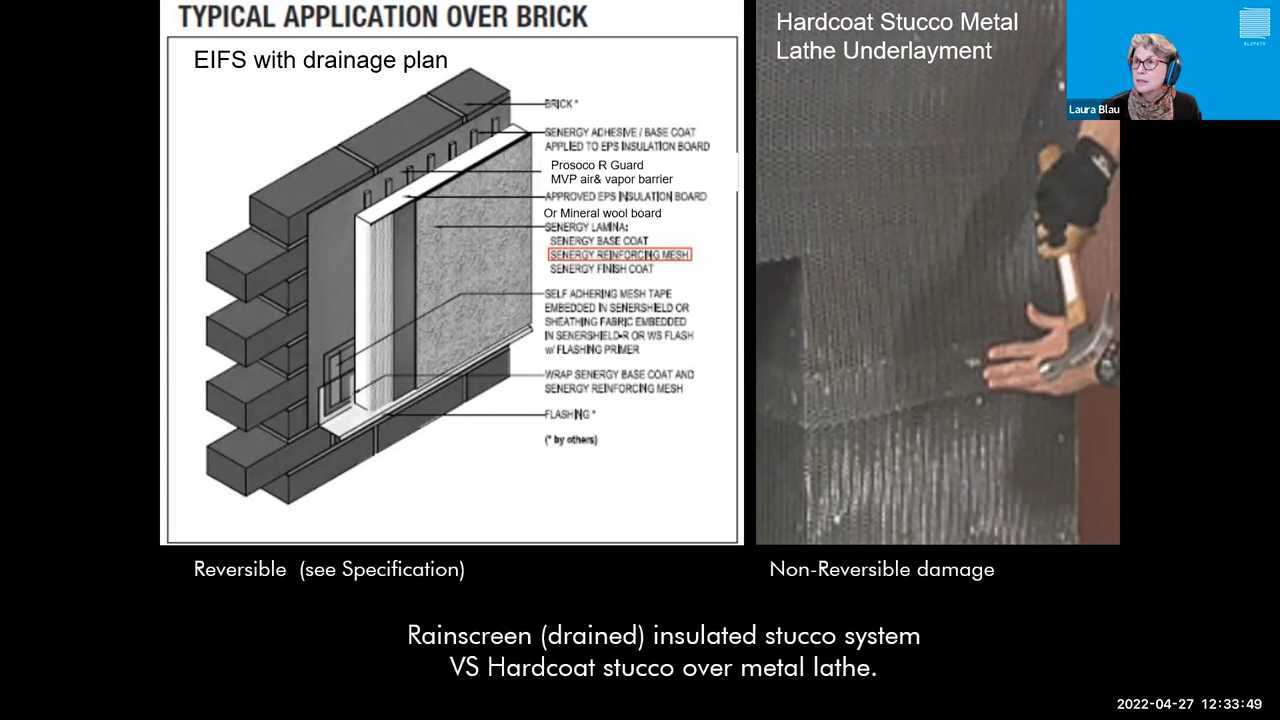 TYPICAL APPLICATION OVER BRICK
EIFS with drainage plan
BRICK *
SENERGY ADHESIVE / BASE COAT
APPLIED TO EPS INSULATION BOARD
Prosoco R Guard
MVP air& vapor barrier
APPROVED EPS INSULATION BOARD
Or Mineral wool board
SENERGY LAMINA:
SENERGY BASE COAT
SENERGY REINFORCING MESH
SENERGY FINISH COAT
SELF ADHERING MESH TAPE
EMBEDDED IN SENERSHIELD OR
SHEATHING FABRIC EMBEDDED
IN SENERSHIELD-R OR WS FLASH
w/ FLASHING PRIMER
WRAP SENERGY BASE COAT AND
SENERGY REINFORCING MESH
FLASHING *
(* by others)
Hardcoat Stucco Metal
Lathe Underlayment
BLUPATH
Laura Blau
Reversible (see Specification)
Non-Reversible damage
Rainscreen (drained) insulated stucco system
VS Hardcoat stucco over metal lathe.
2022-04-27 12:33:49